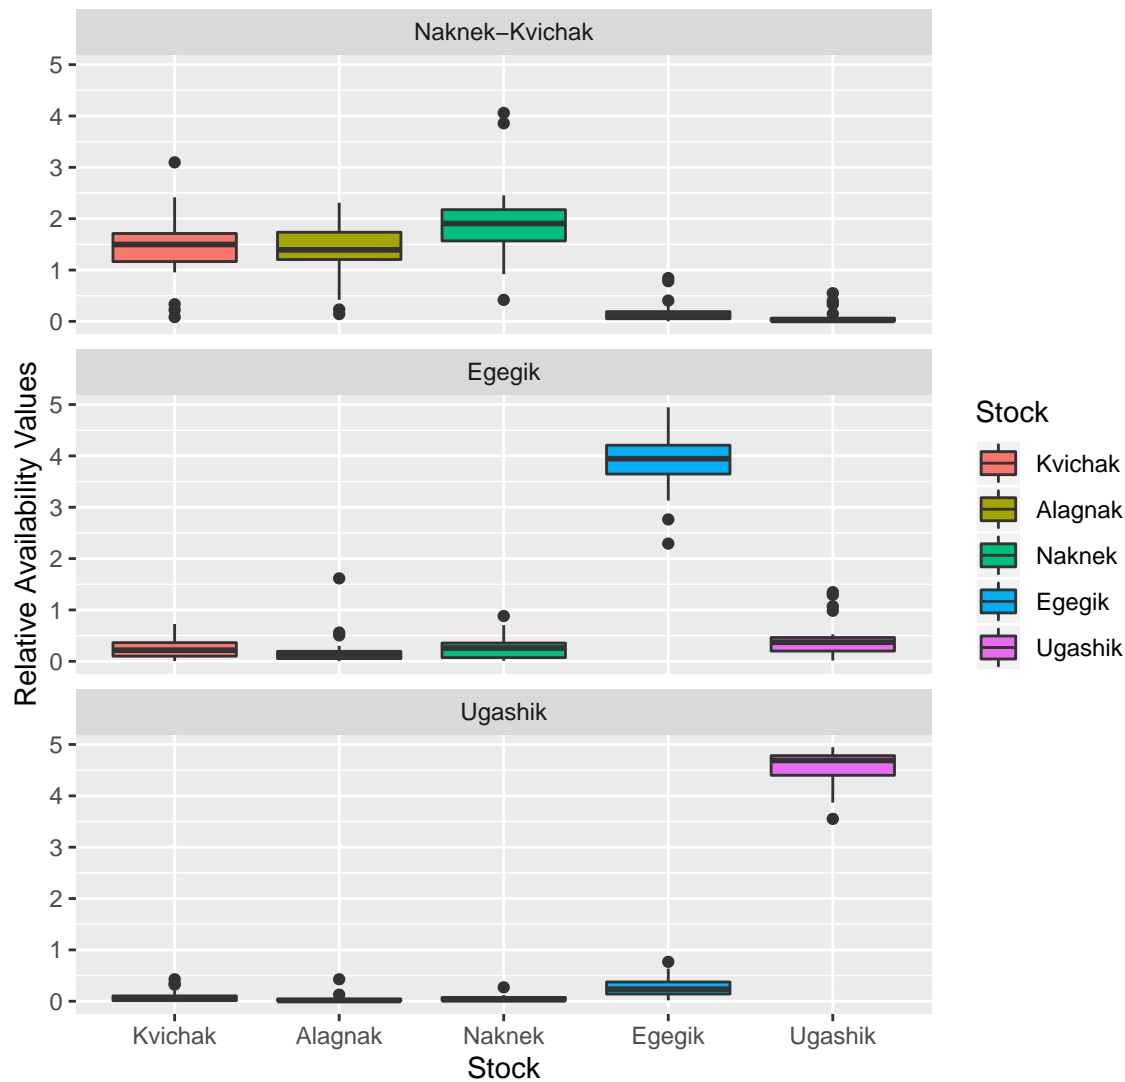 Naknek−Kvichak
5
4
3
2
1
0
Egegik
5
4
3
2
1
0
Ugashik
5
4
3
2
1
0
Kvichak Alagnak Naknek Egegik Ugashik
Stock
Relative Availability Values
Stock
Kvichak
Alagnak
Naknek
Egegik
Ugashik